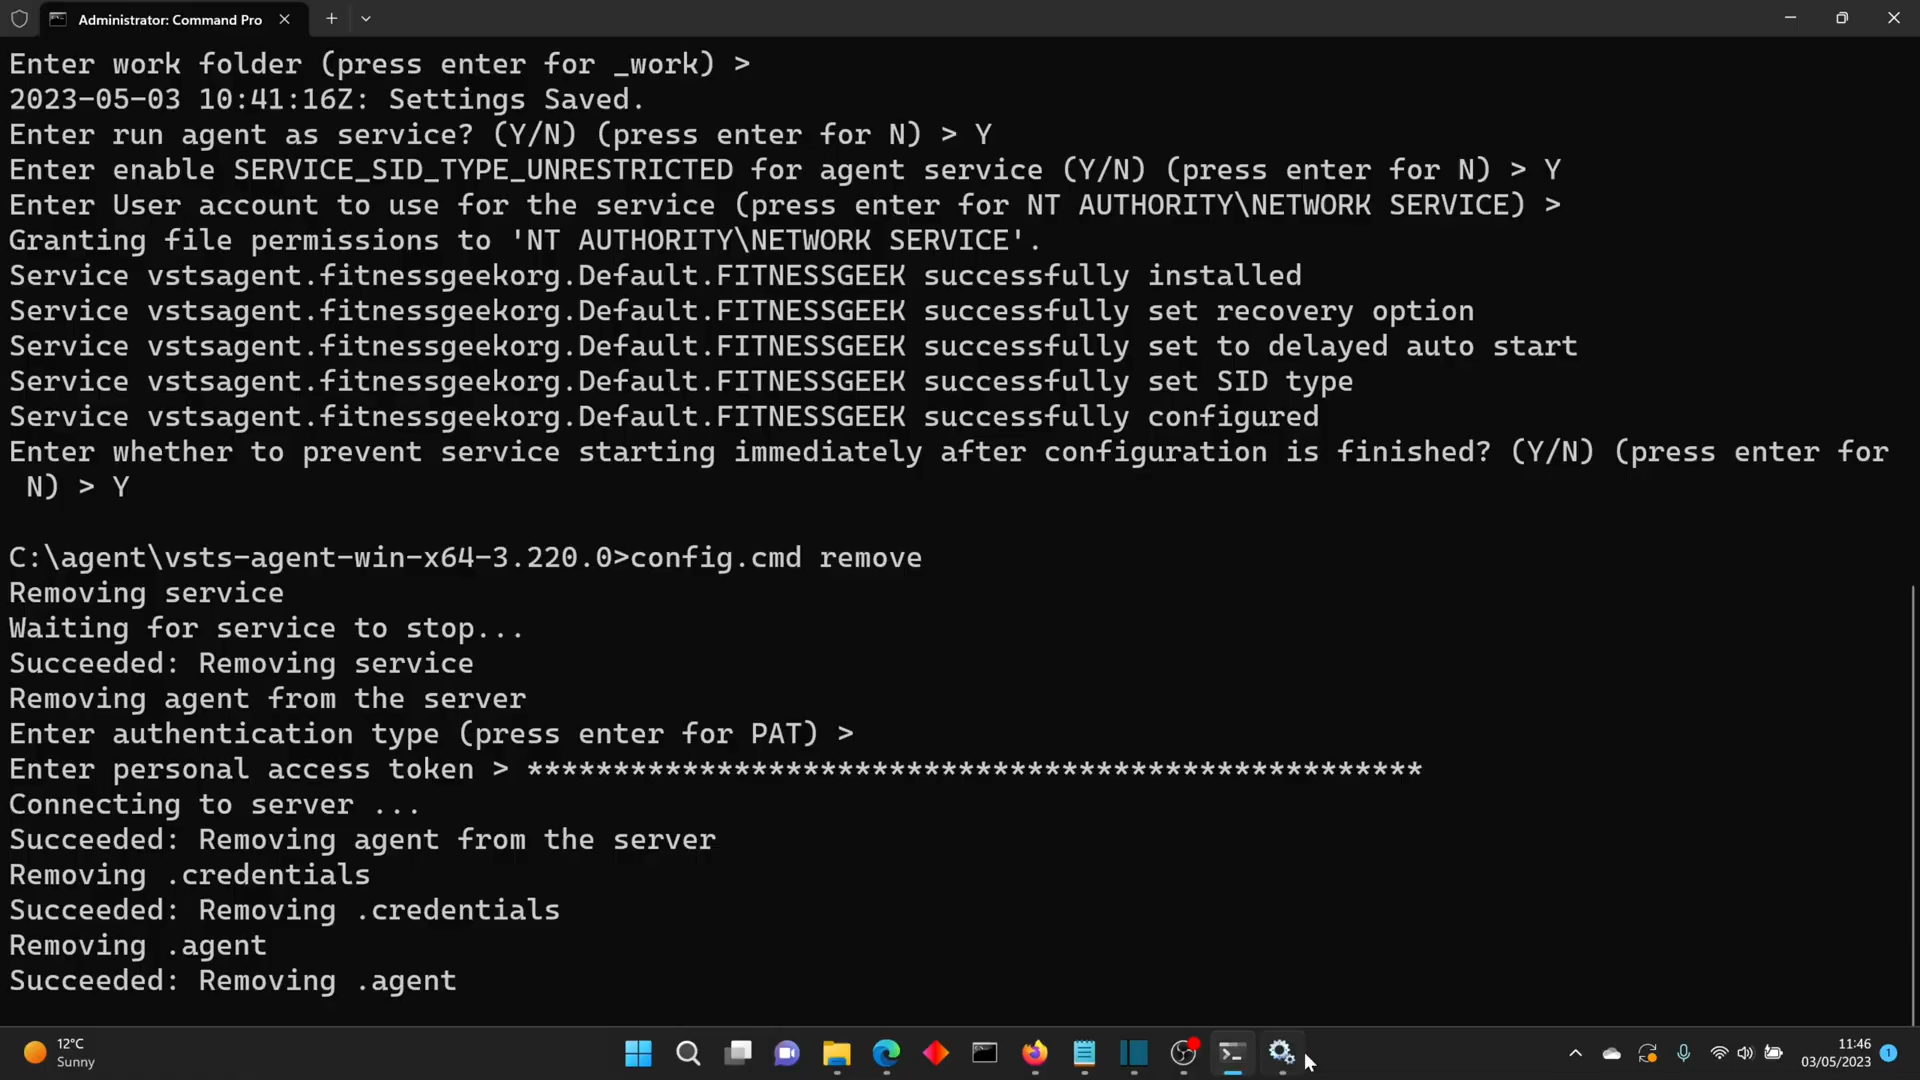 Administrator: Command Pro
Enter work folder (press enter for _work) >
2023-05-03 10:41:16Z: Settings Saved.
Enter run agent as service? (Y/N) (press enter for N) > Y
Enter enable SERVICE_SID_TYPE_UNRESTRICTED for agent service (Y/N) (press enter for N) > Y
Enter User account to use for the service (press enter for NT AUTHORITY\NETWORK SERVICE) >
Granting file permissions to 'NT AUTHORITY\NETWORK SERVICE'.
Service vstsagent.fitnessgeekorg.Default.FITNESSGEEK successfully installed
Service vstsagent.fitnessgeekorg.Default.FITNESSGEEK successfully set recovery option
Service vstsagent.fitnessgeekorg.Default.FITNESSGEEK successfully set to delayed auto start
Service vstsagent.fitnessgeekorg.Default.FITNESSGEEK successfully set SID type
Service vstsagent.fitnessgeekorg.Default.FITNESSGEEK successfully configured
Enter whether to prevent service starting immediately after configuration is finished? (Y/N) (press enter for
N) > Y
C:\agent\vsts-agent-win-x64-3.220.0>config.cmd remove
Removing service
Waiting for service to stop...
Succeeded: Removing service
Removing agent from the server
Enter authentication type (press enter for PAT) >
Enter personal access token > ****************************************************
Connecting to server ...
Succeeded: Removing agent from the server
Removing .credentials
Succeeded: Removing .credentials
Removing .agent
Succeeded: Removing .agent
12°C
Sunny
11:46
03/05/2023
1